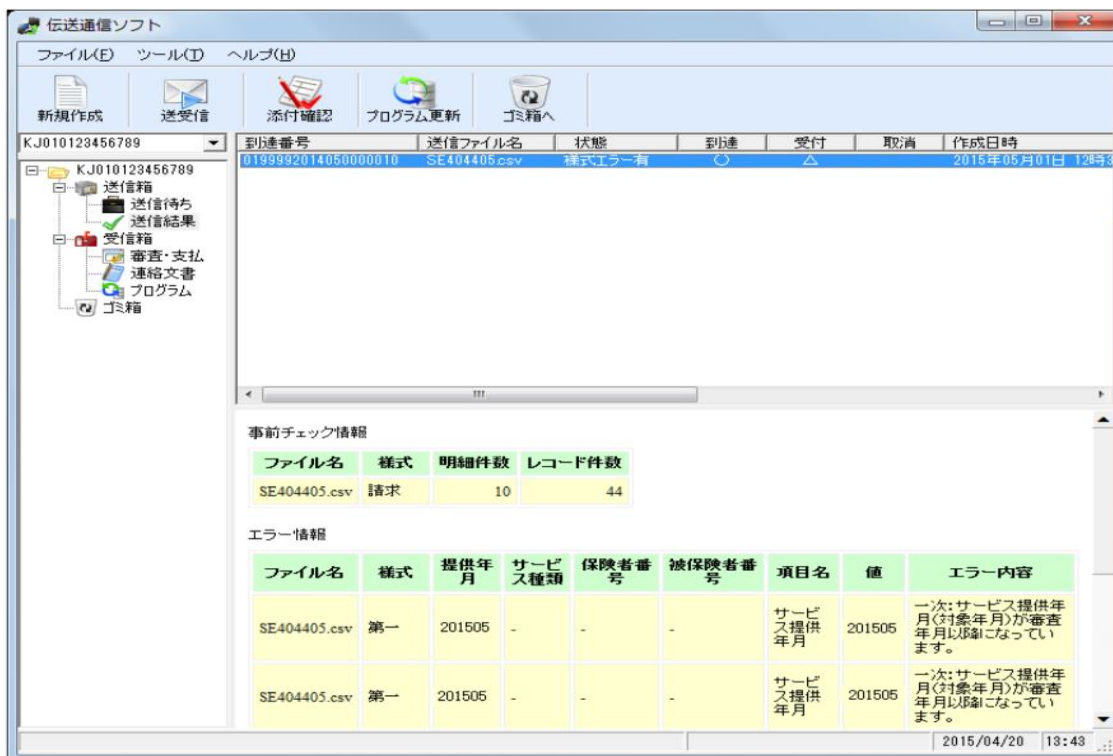 伝送通信ソフト
ファイル(F) ツール(T) ヘルプ(H)
新規作成 送受信 添付確認 プログラム更新 ゴミ箱へ
KJ010123456789
到達番号 送信ファイル名 状態 到達 受付 取消 作成日時
0199992014050000010 SE404405.csv 様式エラー有 ○ △ 2015年05月01日 12時3
KJ010123456789
送信箱
送信待ち
送信結果
受信箱
審査・支払
連絡文書
プログラム
ゴミ箱
事前チェック情報
ファイル名 様式 明細件数 レコード件数
SE404405.csv 請求 10 44
エラー情報
ファイル名 様式 提供年月 サービス種類 保険者番号 被保険者番号 項目名 値 エラー内容
SE404405.csv 第一 201505 - - - サービス提供年月 201505 一次:サービス提供年月(対象年月)が審査年月以降になっています。
SE404405.csv 第一 201505 - - - サービス提供年月 201505 一次:サービス提供年月(対象年月)が審査年月以降になっています。
2015/04/20 13:43